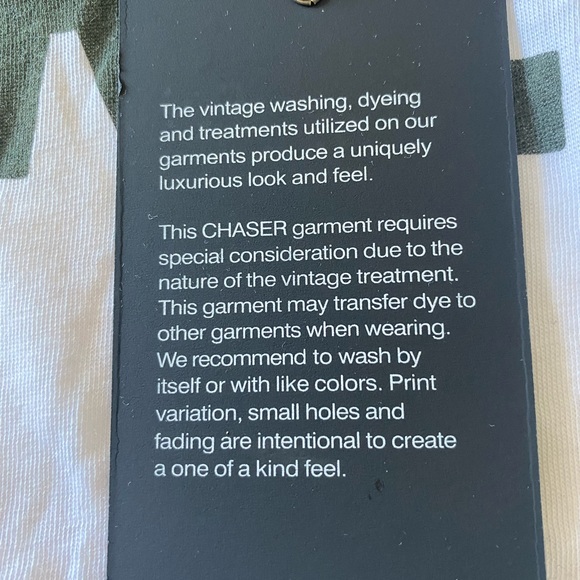 The vintage washing, dyeing
and treatments utilized on our
garments produce a uniquely
luxurious look and feel.
This CHASER garment requires
special consideration due to the
nature of the vintage treatment.
This garment may transfer dye to
other garments when wearing.
We recommend to wash by
itself or with like colors. Print
variation, small holes and
fading are intentional to create
a one of a kind feel.